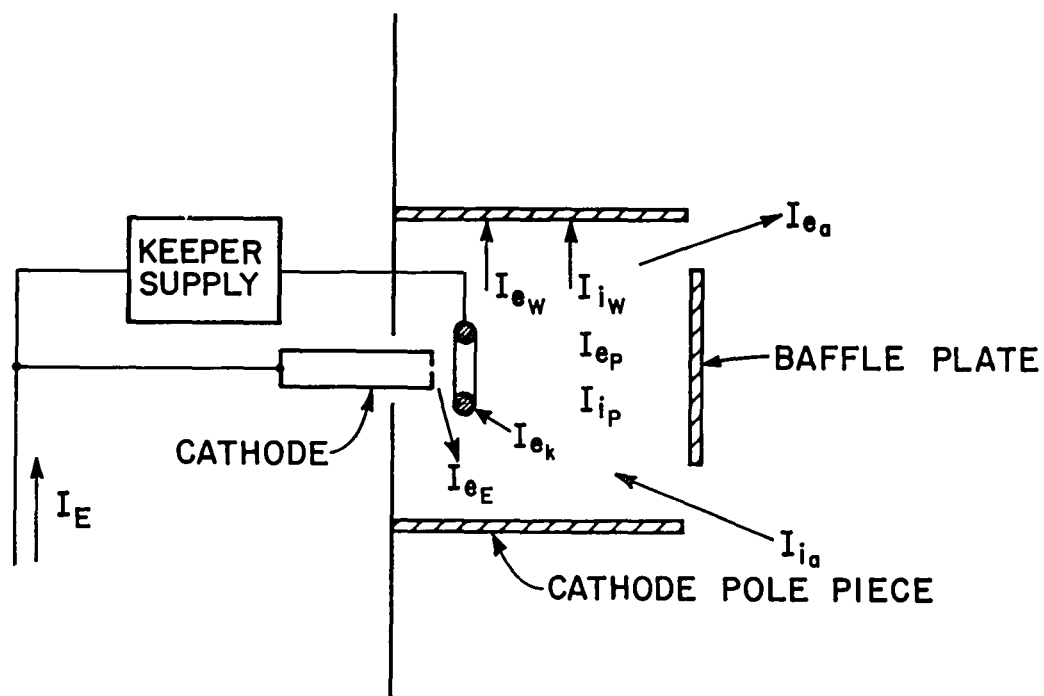 KEEPER
SUPPLY
I_{e_a}
I_{e_W}
I_{i_W}
I_{e_P}
BAFFLE PLATE
I_{i_P}
CATHODE
I_{e_k}
I_{e_E}
I_E
I_{i_a}
CATHODE POLE PIECE